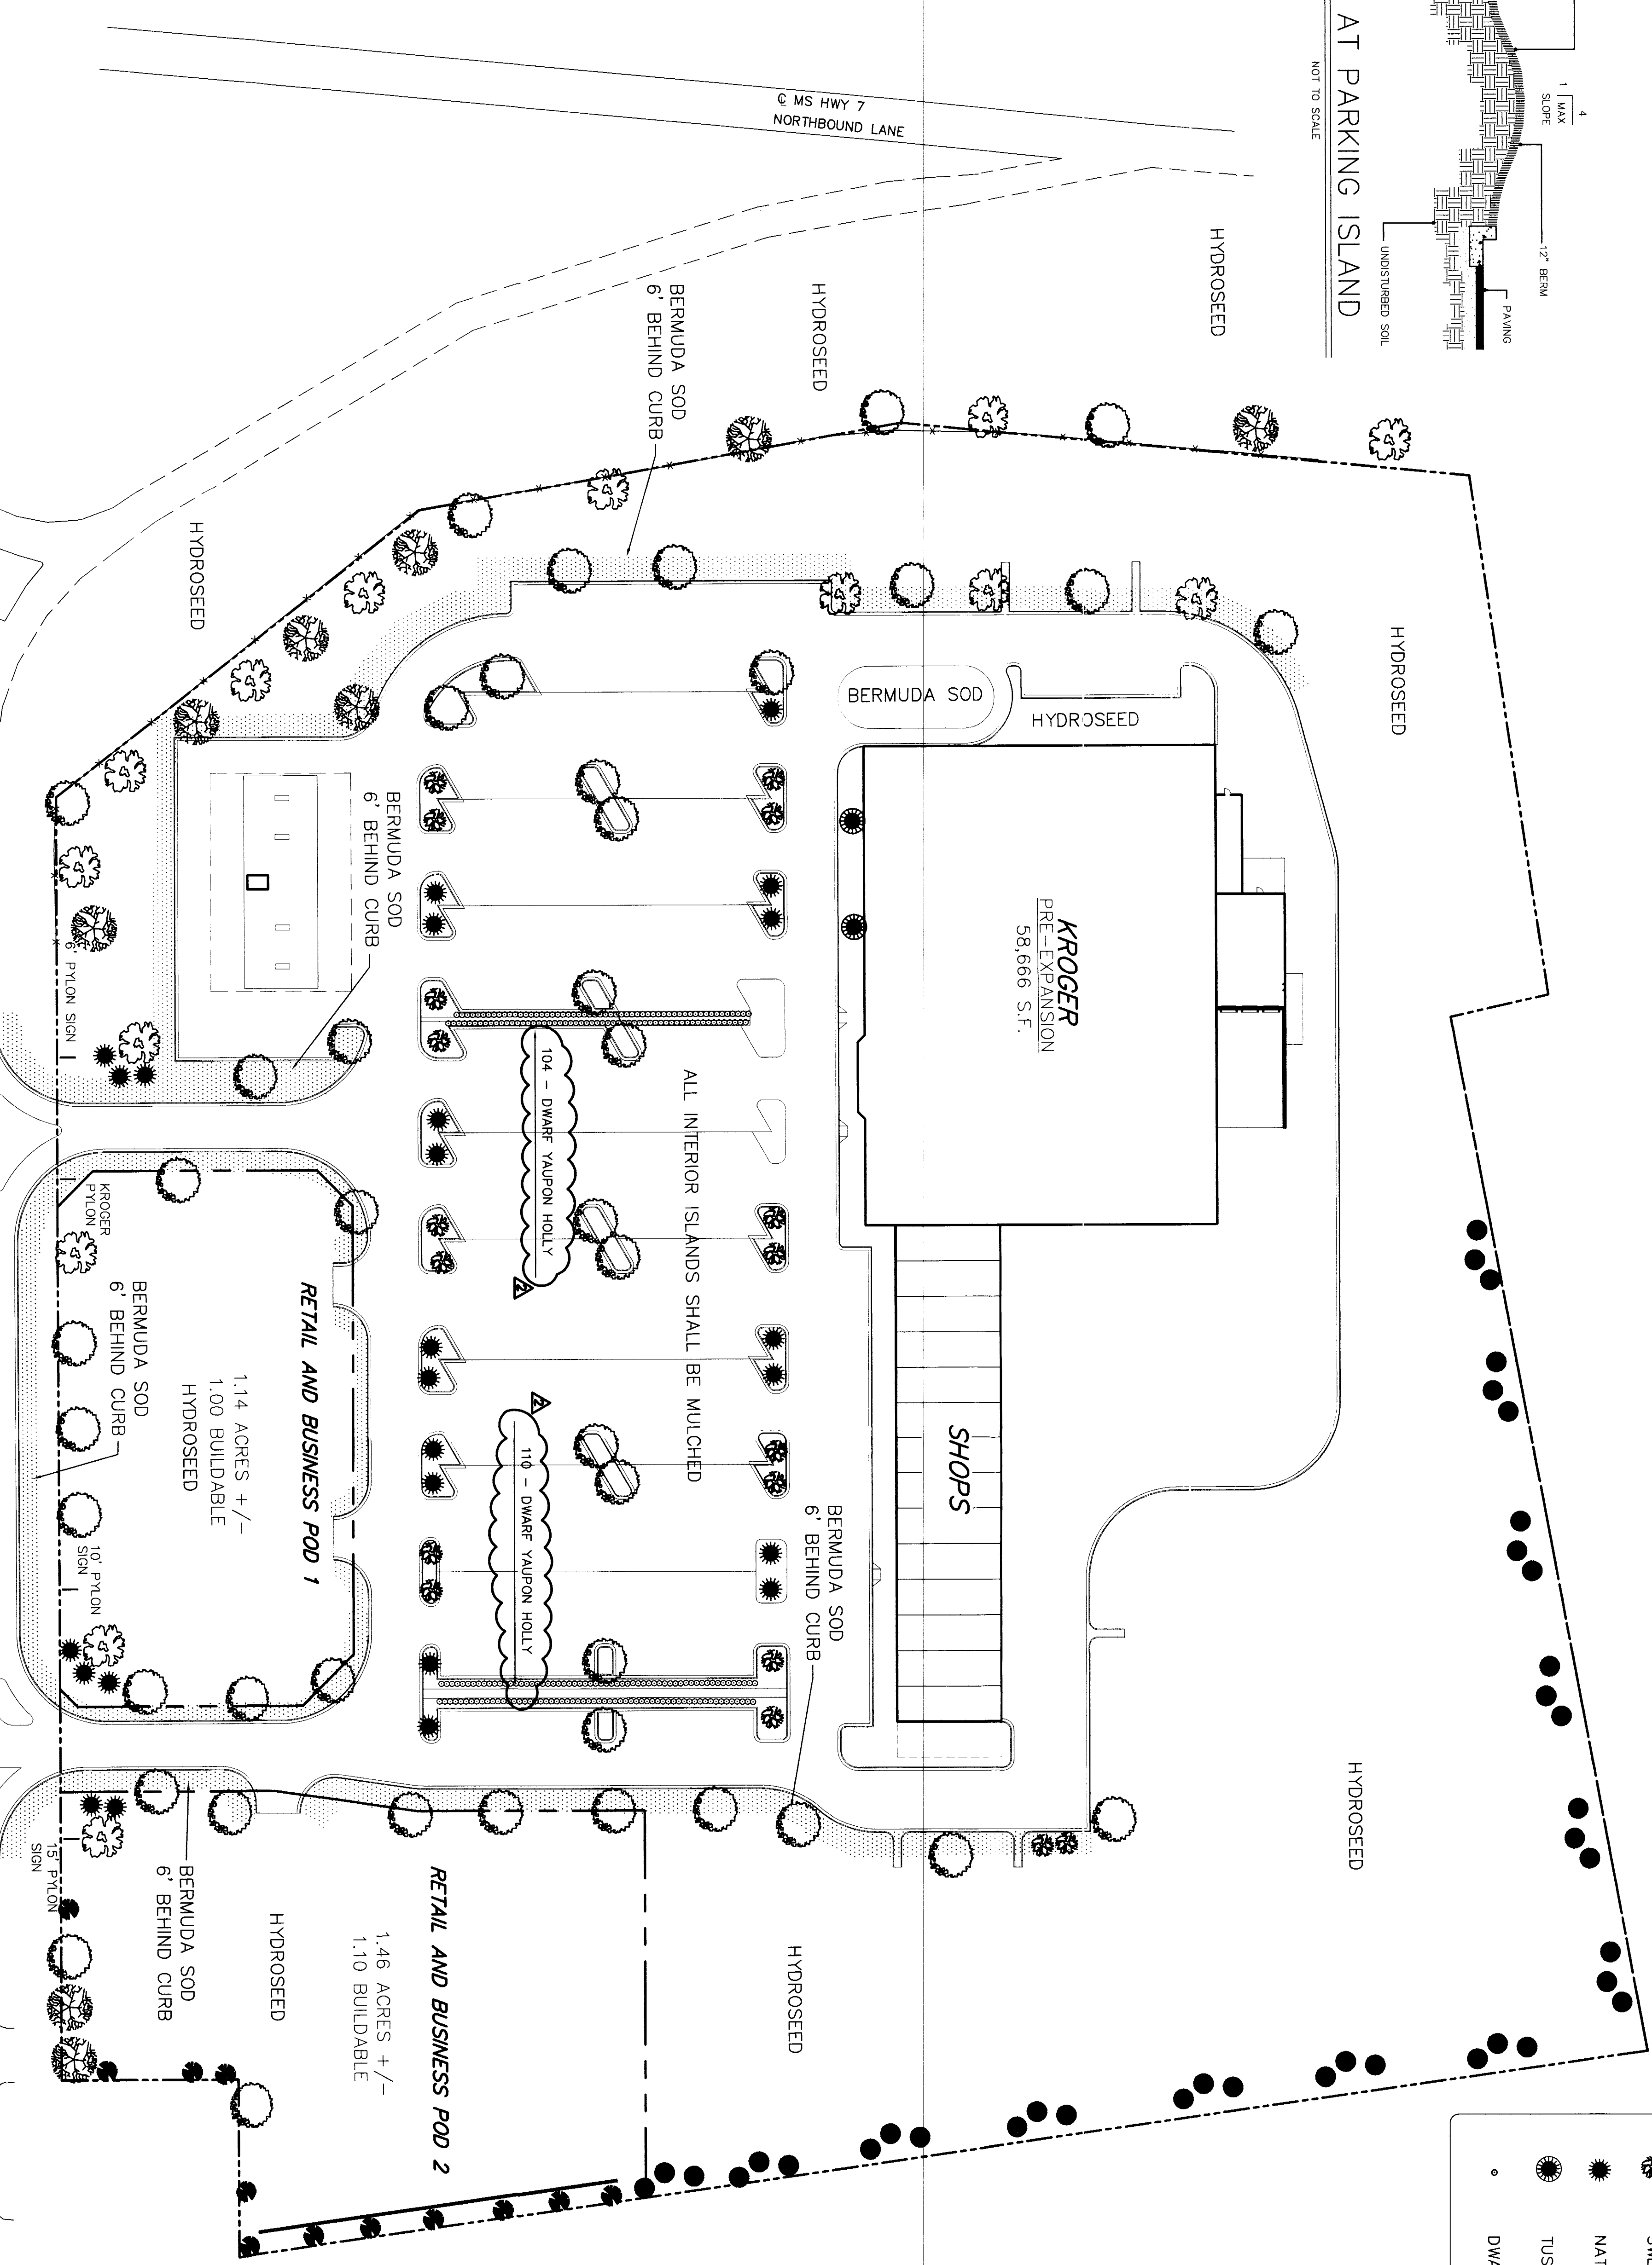 AT PARKING ISLAND
NOT TO SCALE
4
1
MAX
SLOPE
12" BERM
PAVING
UNDISTURBED SOIL
℄ MS HWY 7
NORTHBOUND LANE
HYDROSEED
HYDROSEED
BERMUDA SOD
6' BEHIND CURB
HYDROSEED
HYDROSEED
BERMUDA SOD
HYDROSEED
KROGER
PRE-EXPANSION
58,666 S.F.
BERMUDA SOD
6' BEHIND CURB
6' PYLON SIGN
104 - DWARF YAUPON HOLLY
2
ALL INTERIOR ISLANDS SHALL BE MULCHED
KROGER
PYLON
BERMUDA SOD
6' BEHIND CURB
RETAIL AND BUSINESS POD 1
1.14 ACRES +/-
1.00 BUILDABLE
HYDROSEED
10' PYLON
SIGN
2
110 - DWARF YAUPON HOLLY
SHOPS
BERMUDA SOD
6' BEHIND CURB
HYDROSEED
15' PYLON
SIGN
BERMUDA SOD
6' BEHIND CURB
HYDROSEED
RETAIL AND BUSINESS POD 2
1.46 ACRES +/-
1.10 BUILDABLE
HYDROSEED
NAT
TUS
DWA